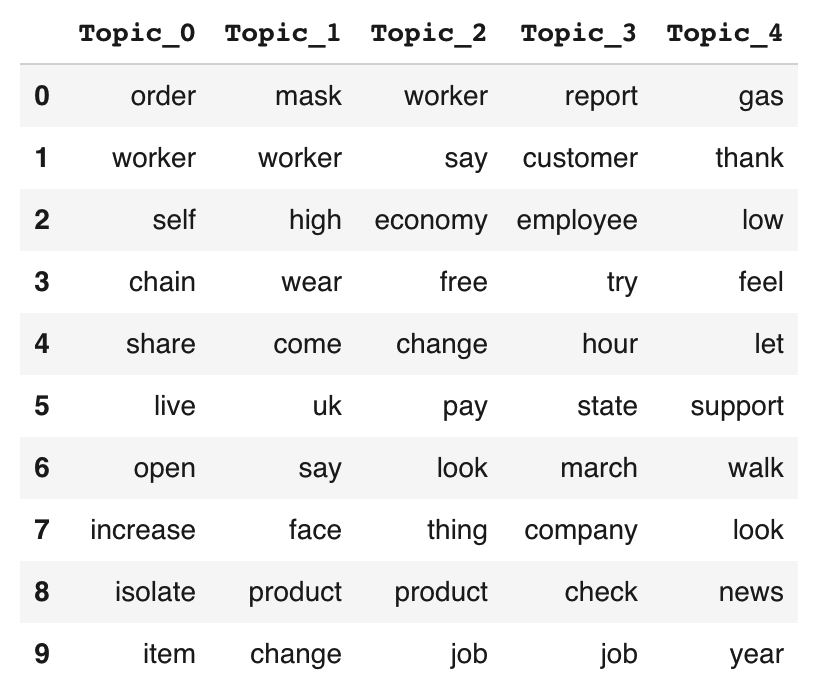 Topic_0 Topic_1 Topic_2 Topic_3 Topic_4
0 order mask worker report gas
1 worker worker say customer thank
2 self high economy employee low
3 chain wear free try feel
4 share come change hour let
5 live uk pay state support
6 open say look march walk
7 increase face thing company look
8 isolate product product check news
9 item change job job year